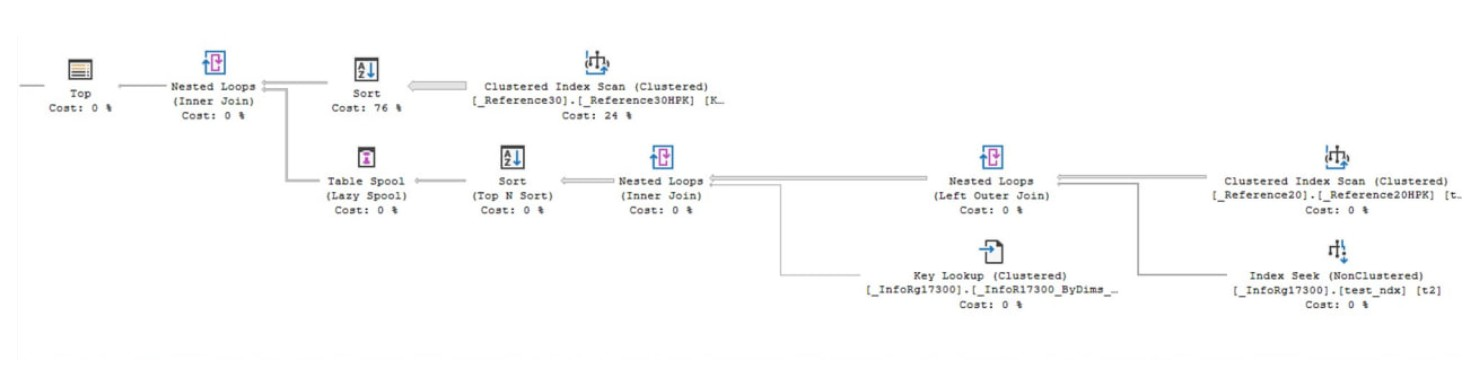 Top
Cost: 0 %
Nested Loops
(Inner Join)
Cost: 0 %
Sort
Cost: 76 %
Clustered Index Scan (Clustered)
[_Reference30].[_Reference30HPK] [K…
Cost: 24 %
Table Spool
(Lazy Spool)
Cost: 0 %
Sort
(Top N Sort)
Cost: 0 %
Nested Loops
(Inner Join)
Cost: 0 %
Nested Loops
(Left Outer Join)
Cost: 0 %
Clustered Index Scan (Clustered)
[_Reference20].[_Reference20HPK] [t…
Cost: 0 %
Key Lookup (Clustered)
[_InfoRg17300].[_InfoR17300_ByDims_…
Cost: 0 %
Index Seek (NonClustered)
[_InfoRg17300].[test_ndx] [t2]
Cost: 0 %